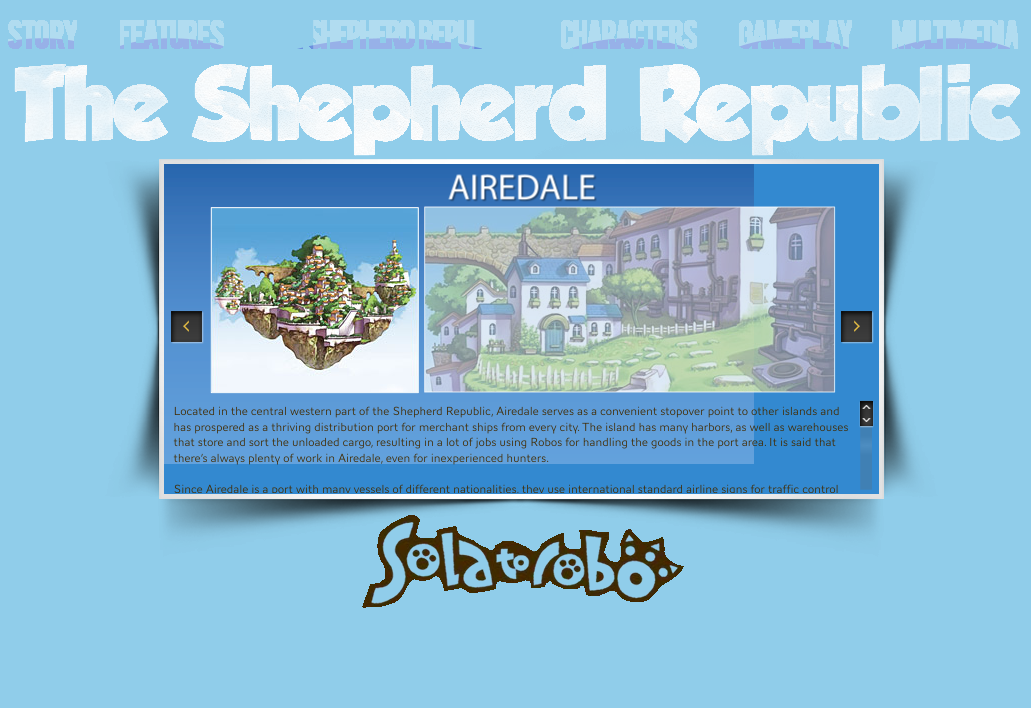 STORY FEATURES SHEPHERD REPU CHARACTERS GAMEPLAY MULTIMEDIA
The Shepherd Republic
AIREDALE
Located in the central western part of the Shepherd Republic, Airedale serves as a convenient stopover point to other islands and
has prospered as a thriving distribution port for merchant ships from every city. The island has many harbors, as well as warehouses
that store and sort the unloaded cargo, resulting in a lot of jobs using Robos for handling the goods in the port area. It is said that
there's always plenty of work in Airedale, even for inexperienced hunters.
Since Airedale is a port with many vessels of different nationalities, they use international standard airline signs for traffic control
Solatorobo